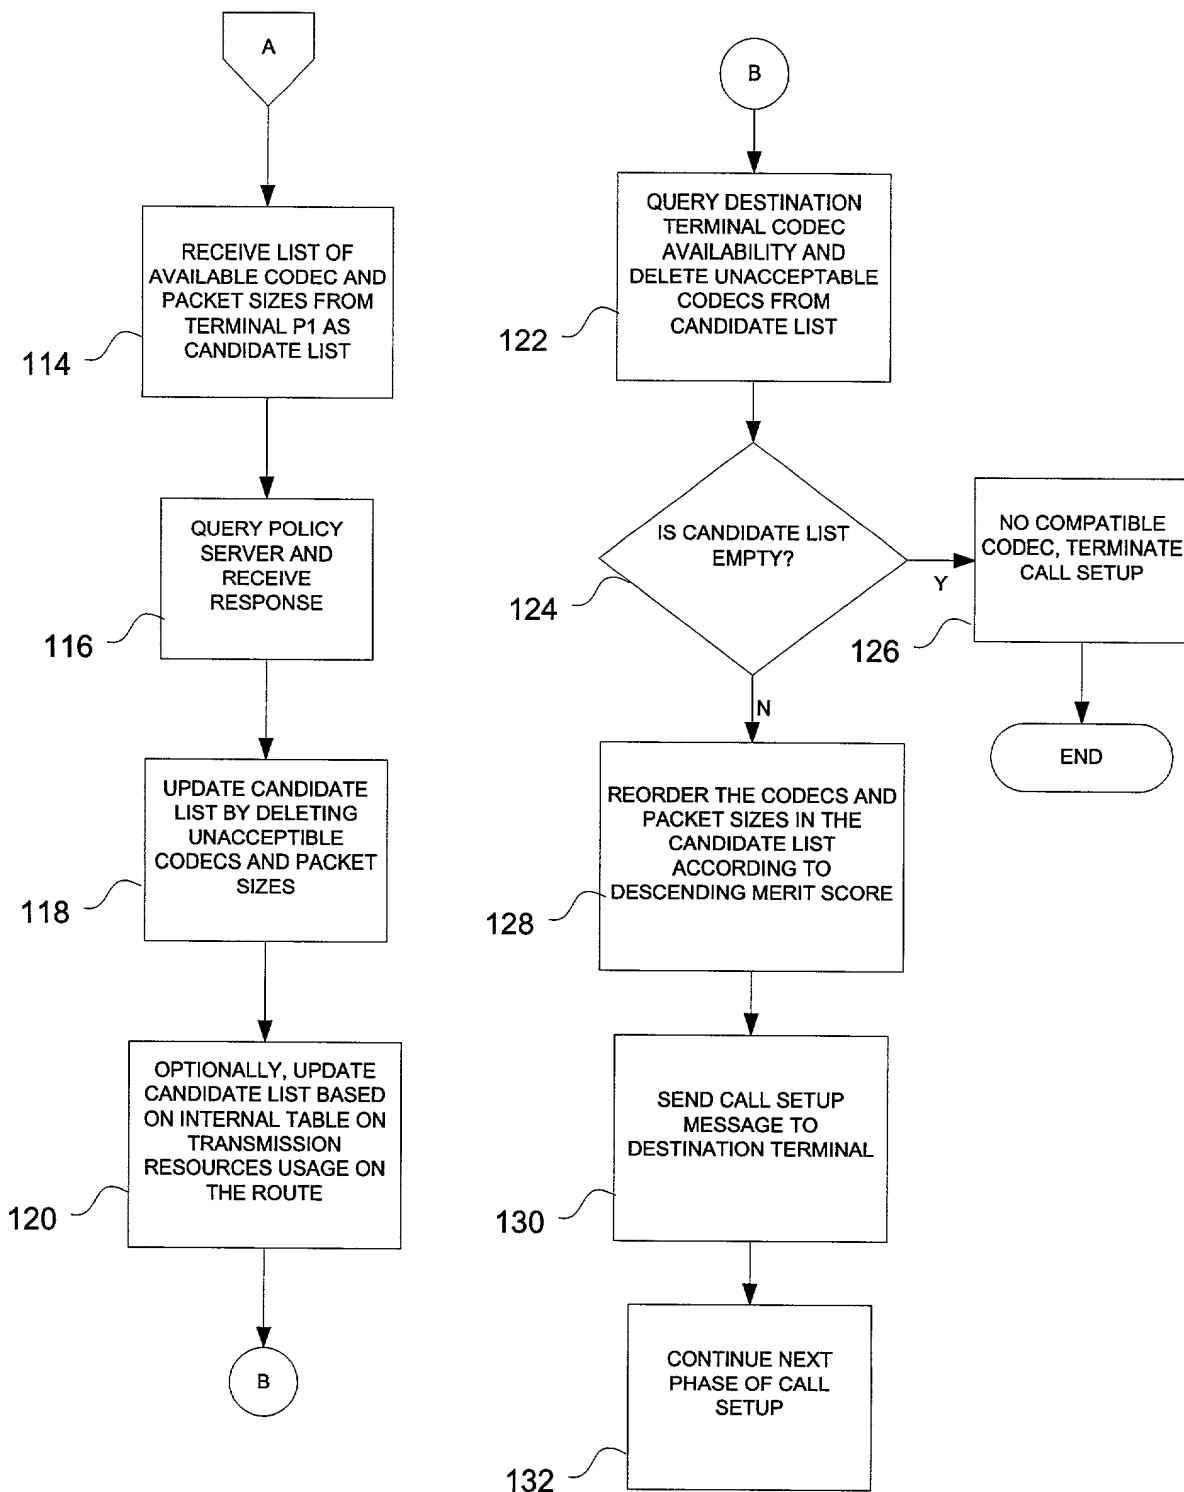 A
RECEIVE LIST OF
AVAILABLE CODEC AND
PACKET SIZES FROM
TERMINAL P1 AS
CANDIDATE LIST
114
QUERY POLICY
SERVER AND
RECEIVE
RESPONSE
116
UPDATE CANDIDATE
LIST BY DELETING
UNACCEPTIBLE
CODECS AND PACKET
SIZES
118
OPTIONALLY, UPDATE
CANDIDATE LIST BASED
ON INTERNAL TABLE ON
TRANSMISSION
RESOURCES USAGE ON
THE ROUTE
120
B
B
QUERY DESTINATION
TERMINAL CODEC
AVAILABILITY AND
DELETE UNACCEPTABLE
CODECS FROM
CANDIDATE LIST
122
IS CANDIDATE LIST
EMPTY?
124
Y
NO COMPATIBLE
CODEC, TERMINATE
CALL SETUP
126
END
N
REORDER THE CODECS AND
PACKET SIZES IN THE
CANDIDATE LIST
ACCORDING TO
DESCENDING MERIT SCORE
128
SEND CALL SETUP
MESSAGE TO
DESTINATION TERMINAL
130
CONTINUE NEXT
PHASE OF CALL
SETUP
132